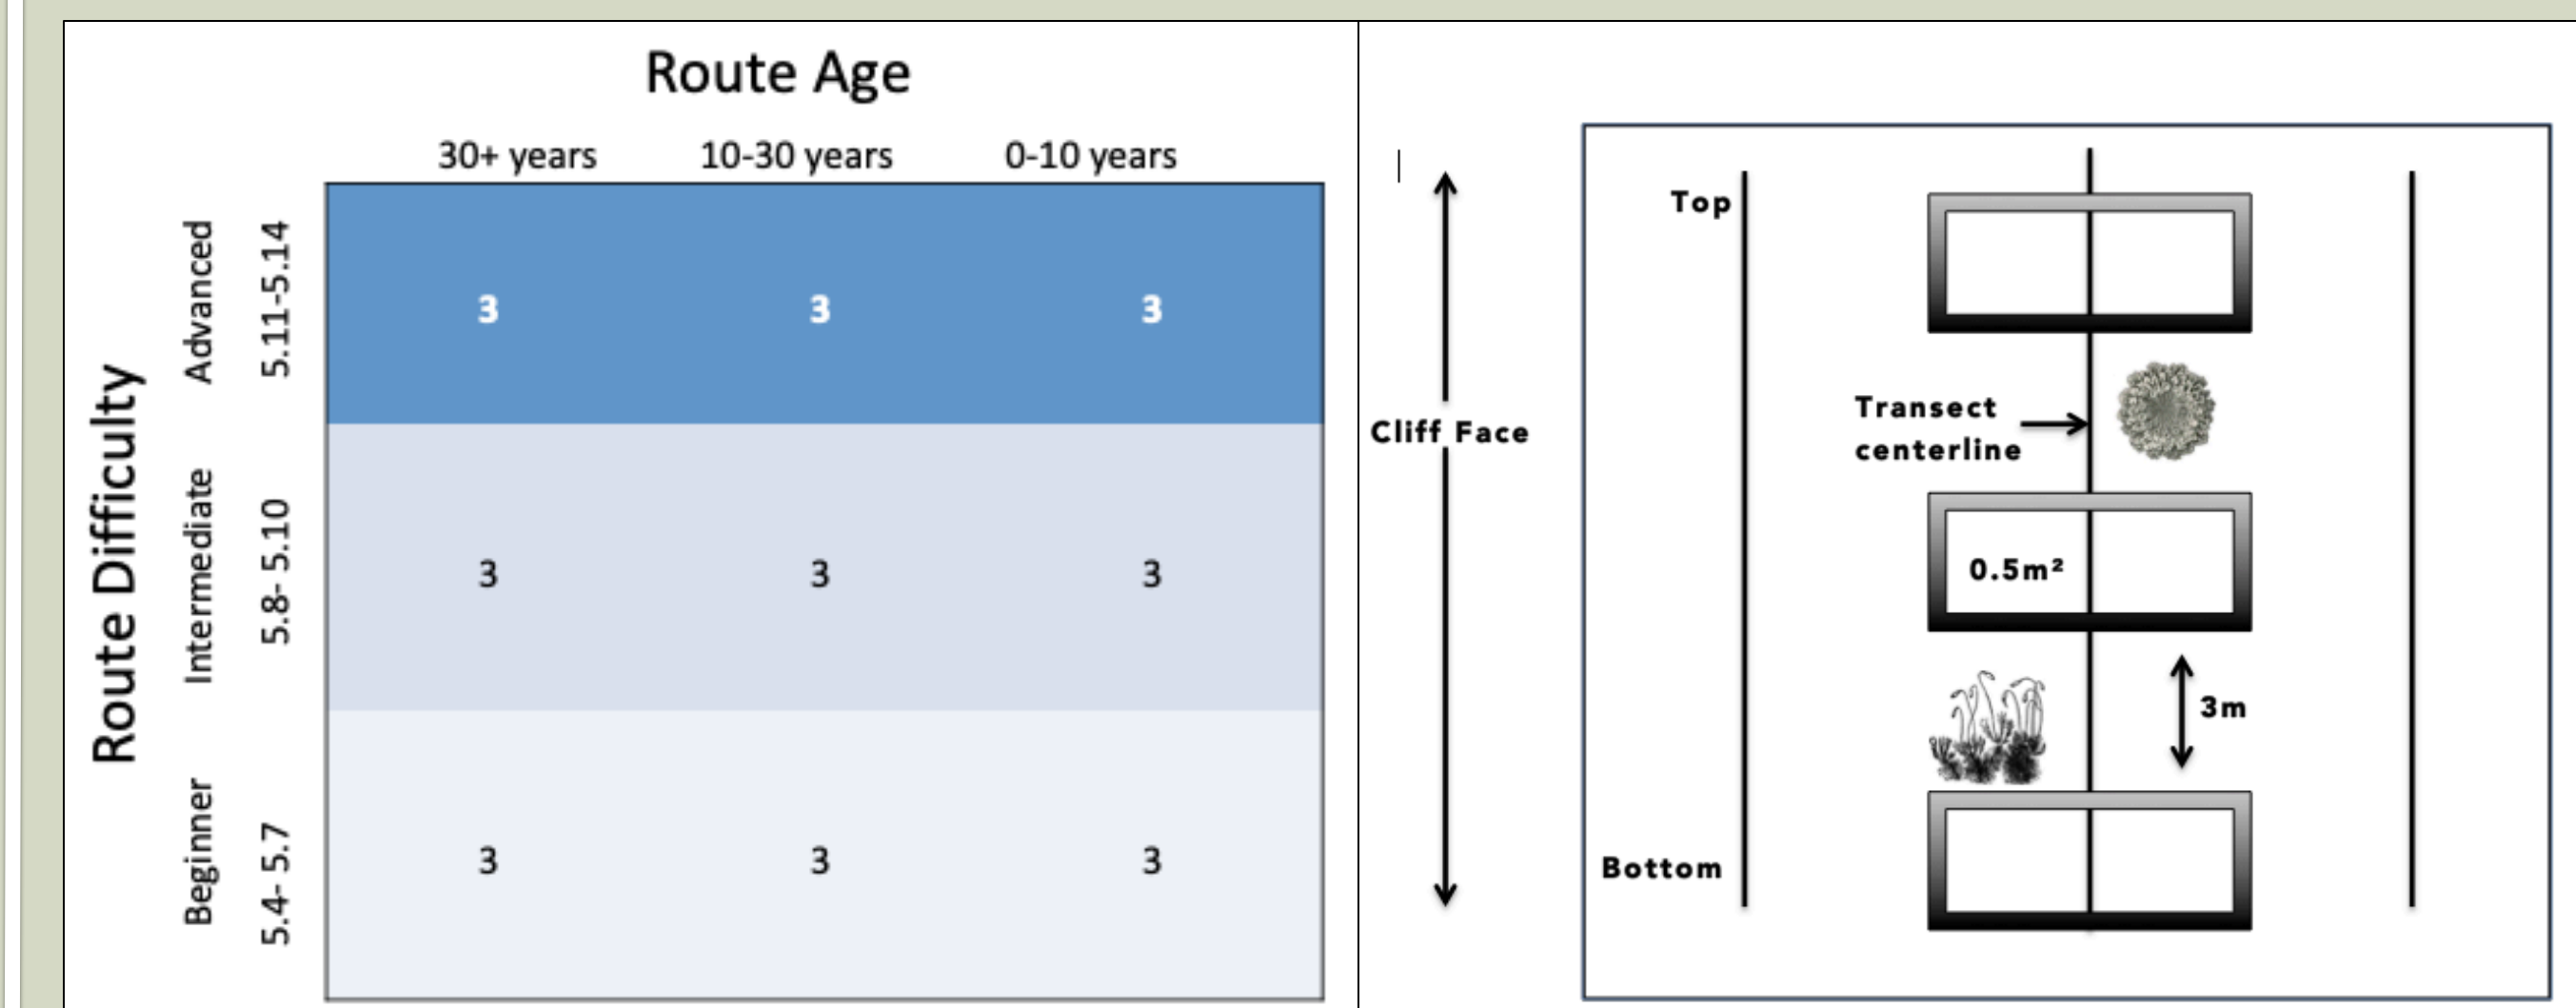 Route Age
30+ years 10-30 years 0-10 years
Route Difficulty
Advanced
5.11-5.14
3 3 3
Intermediate
5.8- 5.10
3 3 3
Beginner
5.4- 5.7
3 3 3
Cliff Face
Top
Transect
centerline
0.5m²
3m
Bottom